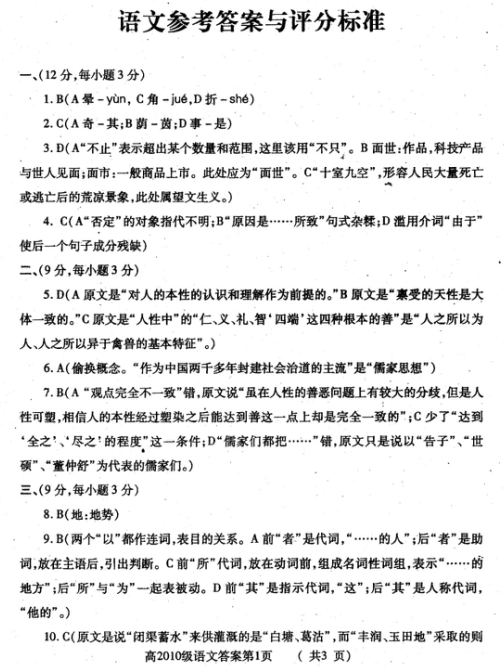 语文参考答案与评分标准
一、(12分,每小题3分)
1. B(A 晕－yùn, C 角－jué,D 折－shé)
2. C(A 奇－其;B 荫－茵;D 事－是)
3. D(A“不止”表示超出某个数量和范围,这里该用“不只”。B 面世:作品,科技产品
与世人见面;面市:一般商品上市。此处应为“面世”。C“十室九空”,形容人民大量死亡
或逃亡后的荒凉景象,此处属望文生义。)
4. C(A“否定”的对象指代不明;B“原因是……所致”句式杂糅;D 滥用介词“由于”
使后一个句子成分残缺)
二、(9分,每小题3分)
5. D(A 原文是“对人的本性的认识和理解作为前提的。”B 原文是“禀受的天性是大
体一致的。”C 原文是“人性中”的“仁、义、礼、智‘四端’这四种根本的善”是“人之所以为
人、人之所以异于禽兽的基本特征”。)
6. A(偷换概念。“作为中国两千多年封建社会治道的主流”是“儒家思想”)
7. B(A “观点完全不一致”错,原文说“虽在人性的善恶问题上有较大的分歧,但是人
性可塑,相信人的本性经过塑染之后能达到善这一点上却是完全一致的”;C 少了“达到
‘全之’、‘尽之’的程度”这一条件;D“儒家们都把……”错,原文只是说以“告子”、“世
硕”、“董仲舒”为代表的儒家们。)
三、(9分,每小题3分)
8. B(地:地势)
9. B(两个“以”都作连词,表目的关系。A 前“者”是代词,“……的人”;后“者”是助
词,放在主语后,引出判断。C 前“所”代词,放在动词前,组成名词性词组,表示“……的
地方”;后“所”与“为”一起表被动。D 前“其”是指示代词,“这”;后“其”是人称代词,
“他的”。)
10. C(原文是说“闭渠蓄水”来供灌溉的是“白塘、葛沽”,而“丰润、玉田地”采取的则
高2010级语文答案第1页 (共3页)